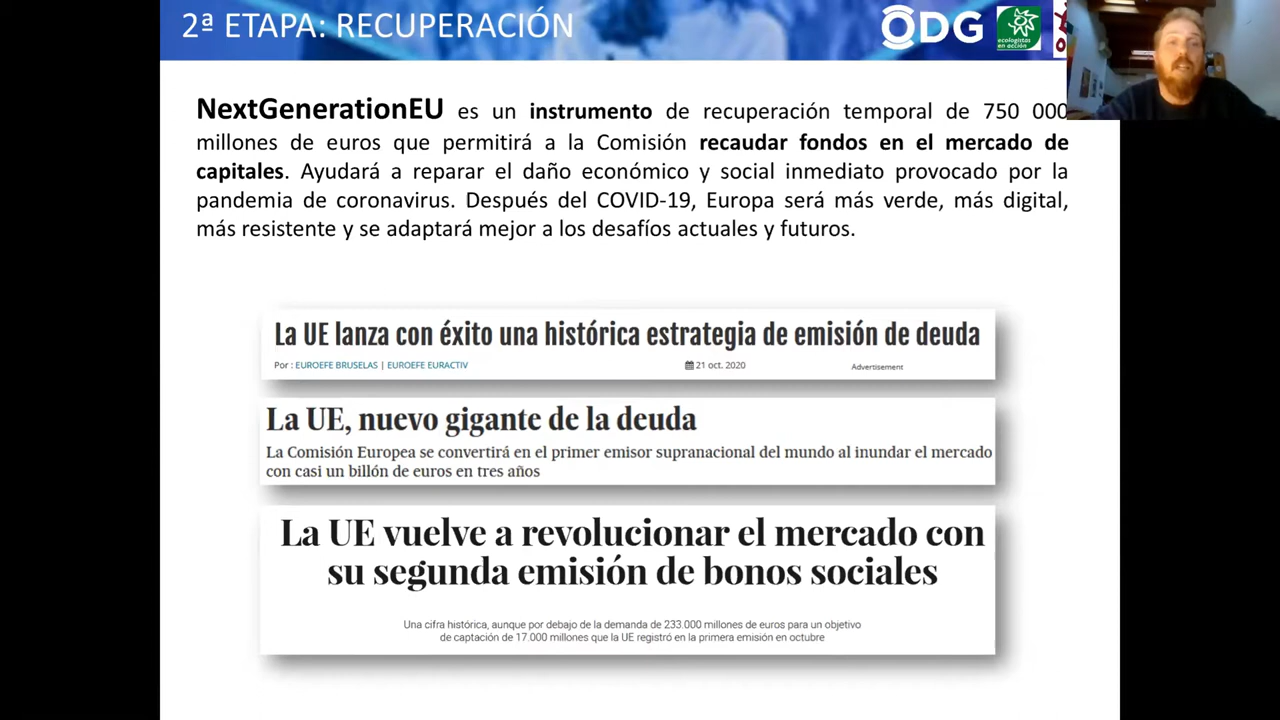 2ª ETAPA: RECUPERACIÓN
ODG
ecologistas
en acción
NextGenerationEU es un instrumento de recuperación temporal de 750 000
millones de euros que permitirá a la Comisión recaudar fondos en el mercado de
capitales. Ayudará a reparar el daño económico y social inmediato provocado por la
pandemia de coronavirus. Después del COVID-19, Europa será más verde, más digital,
más resistente y se adaptará mejor a los desafíos actuales y futuros.
La UE lanza con éxito una histórica estrategia de emisión de deuda
Por : EUROEFE BRUSELAS | EUROEFE EURACTIV 21 oct. 2020 Advertisement
La UE, nuevo gigante de la deuda
La Comisión Europea se convertirá en el primer emisor supranacional del mundo al inundar el mercado
con casi un billón de euros en tres años
La UE vuelve a revolucionar el mercado con
su segunda emisión de bonos sociales
Una cifra histórica, aunque por debajo de la demanda de 233.000 millones de euros para un objetivo
de captación de 17.000 millones que la UE registró en la primera emisión en octubre